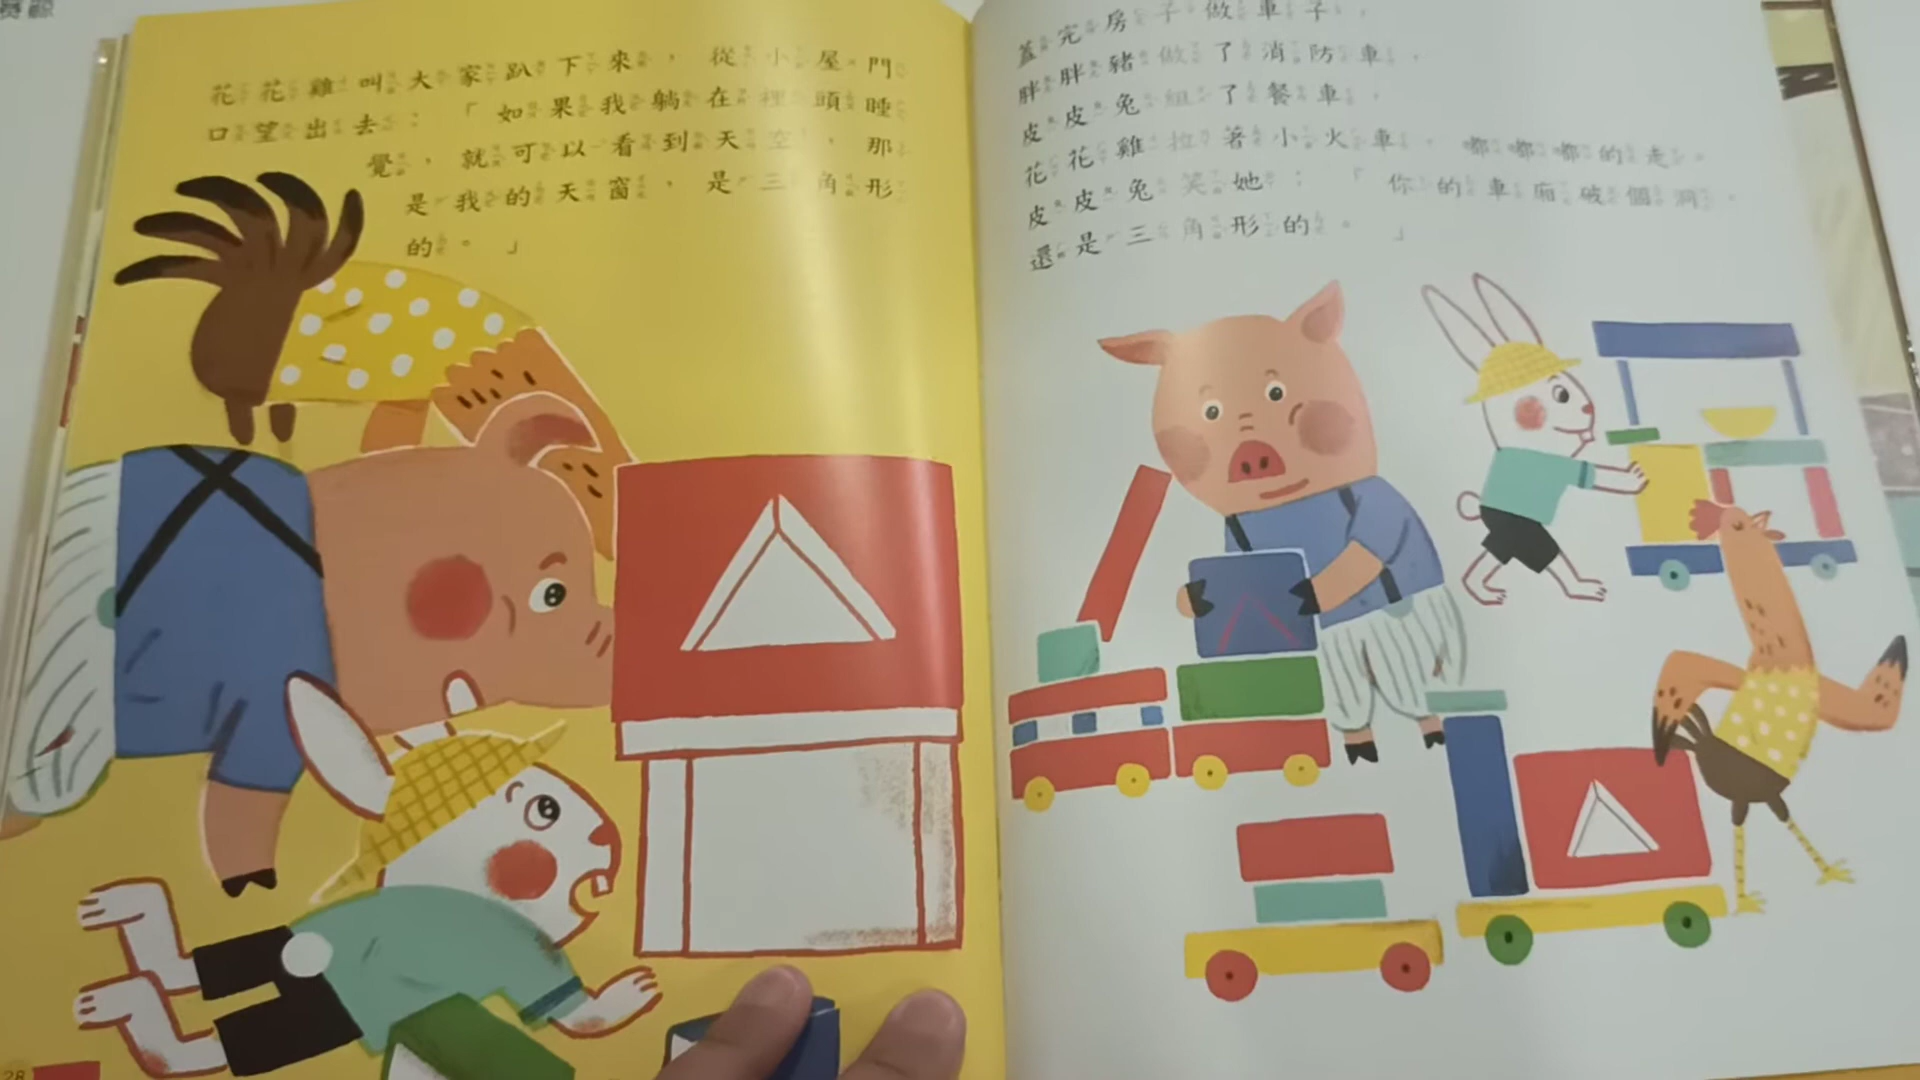 花花雞叫大家趴下來，從小屋門
口望出去：「如果我躺在裡頭睡
覺，就可以看到天空，那
是我的天窗，是三角形
的。」
28
蓋完房子做車子，
胖胖豬做了消防車，
皮皮兔組了餐車，
花花雞拉著小火車，嘟嘟嘟的走。
皮皮兔笑她：「你的車廂破個洞，
還是三角形的。」